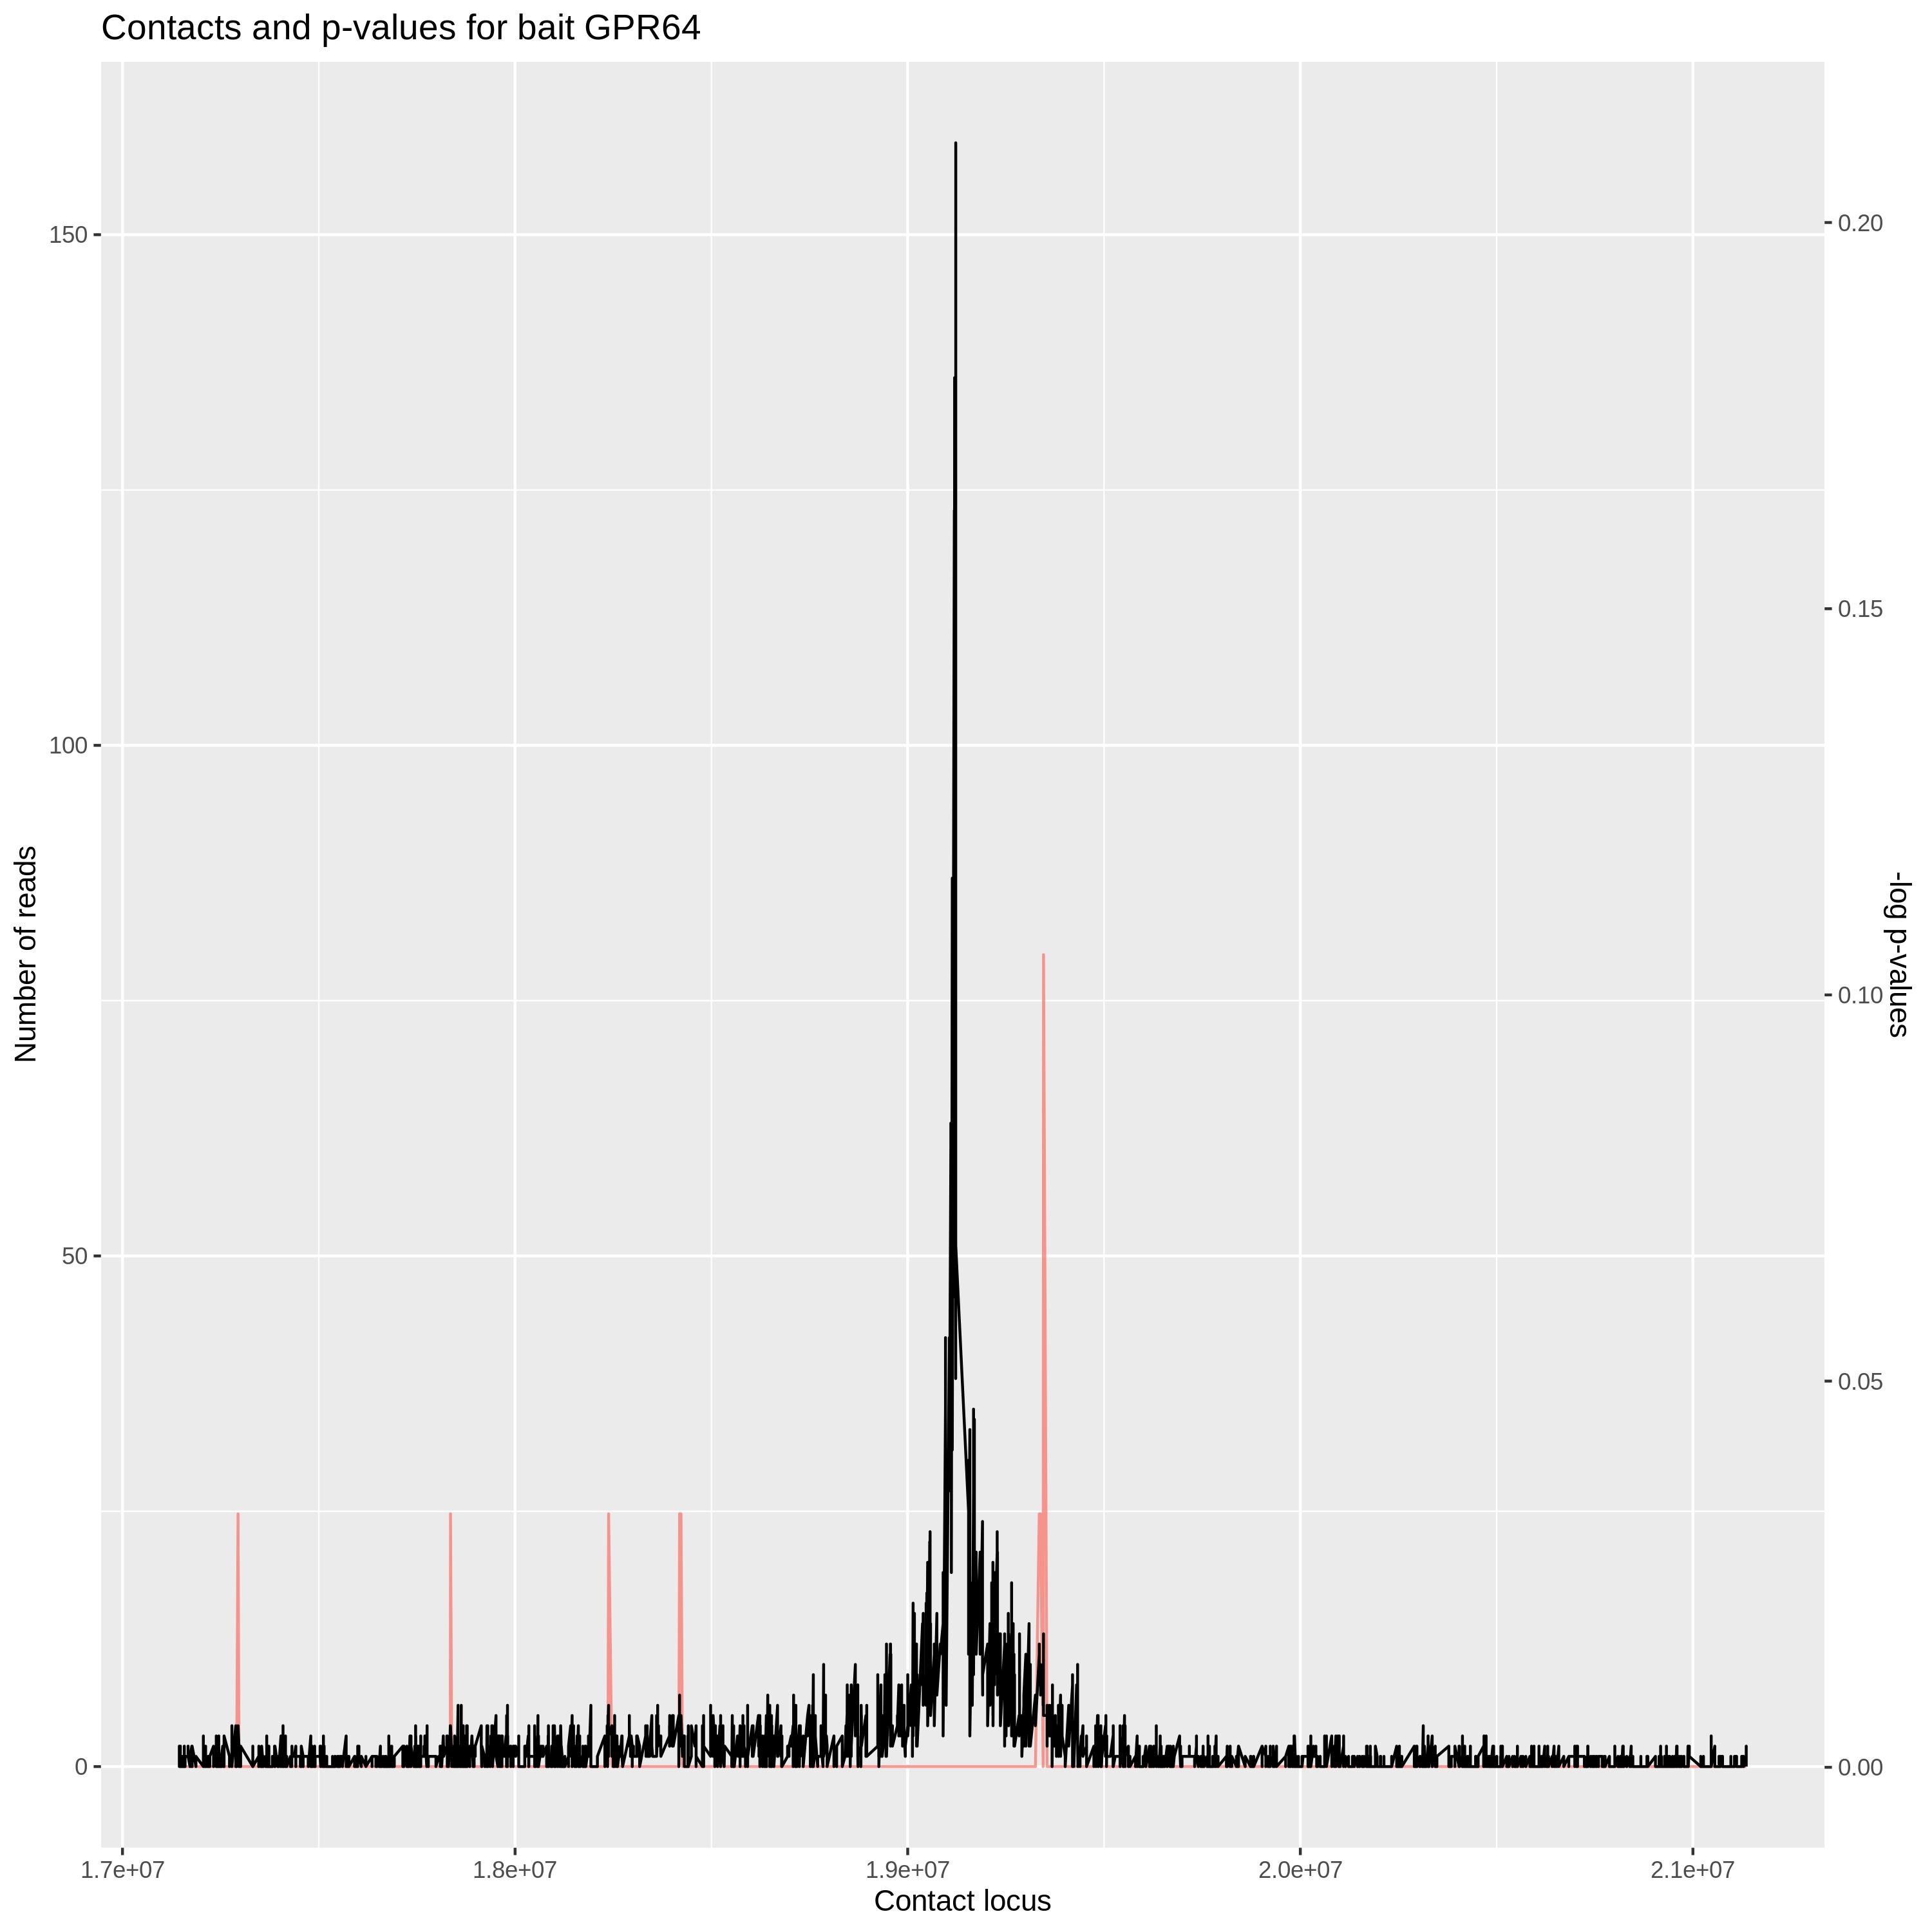 Contacts and p-values for bait GPR64
150
100
50
0
Number of reads
0.20
0.15
0.10
0.05
0.00
-log p-values
1.7e+07
1.8e+07
1.9e+07
2.0e+07
2.1e+07
Contact locus